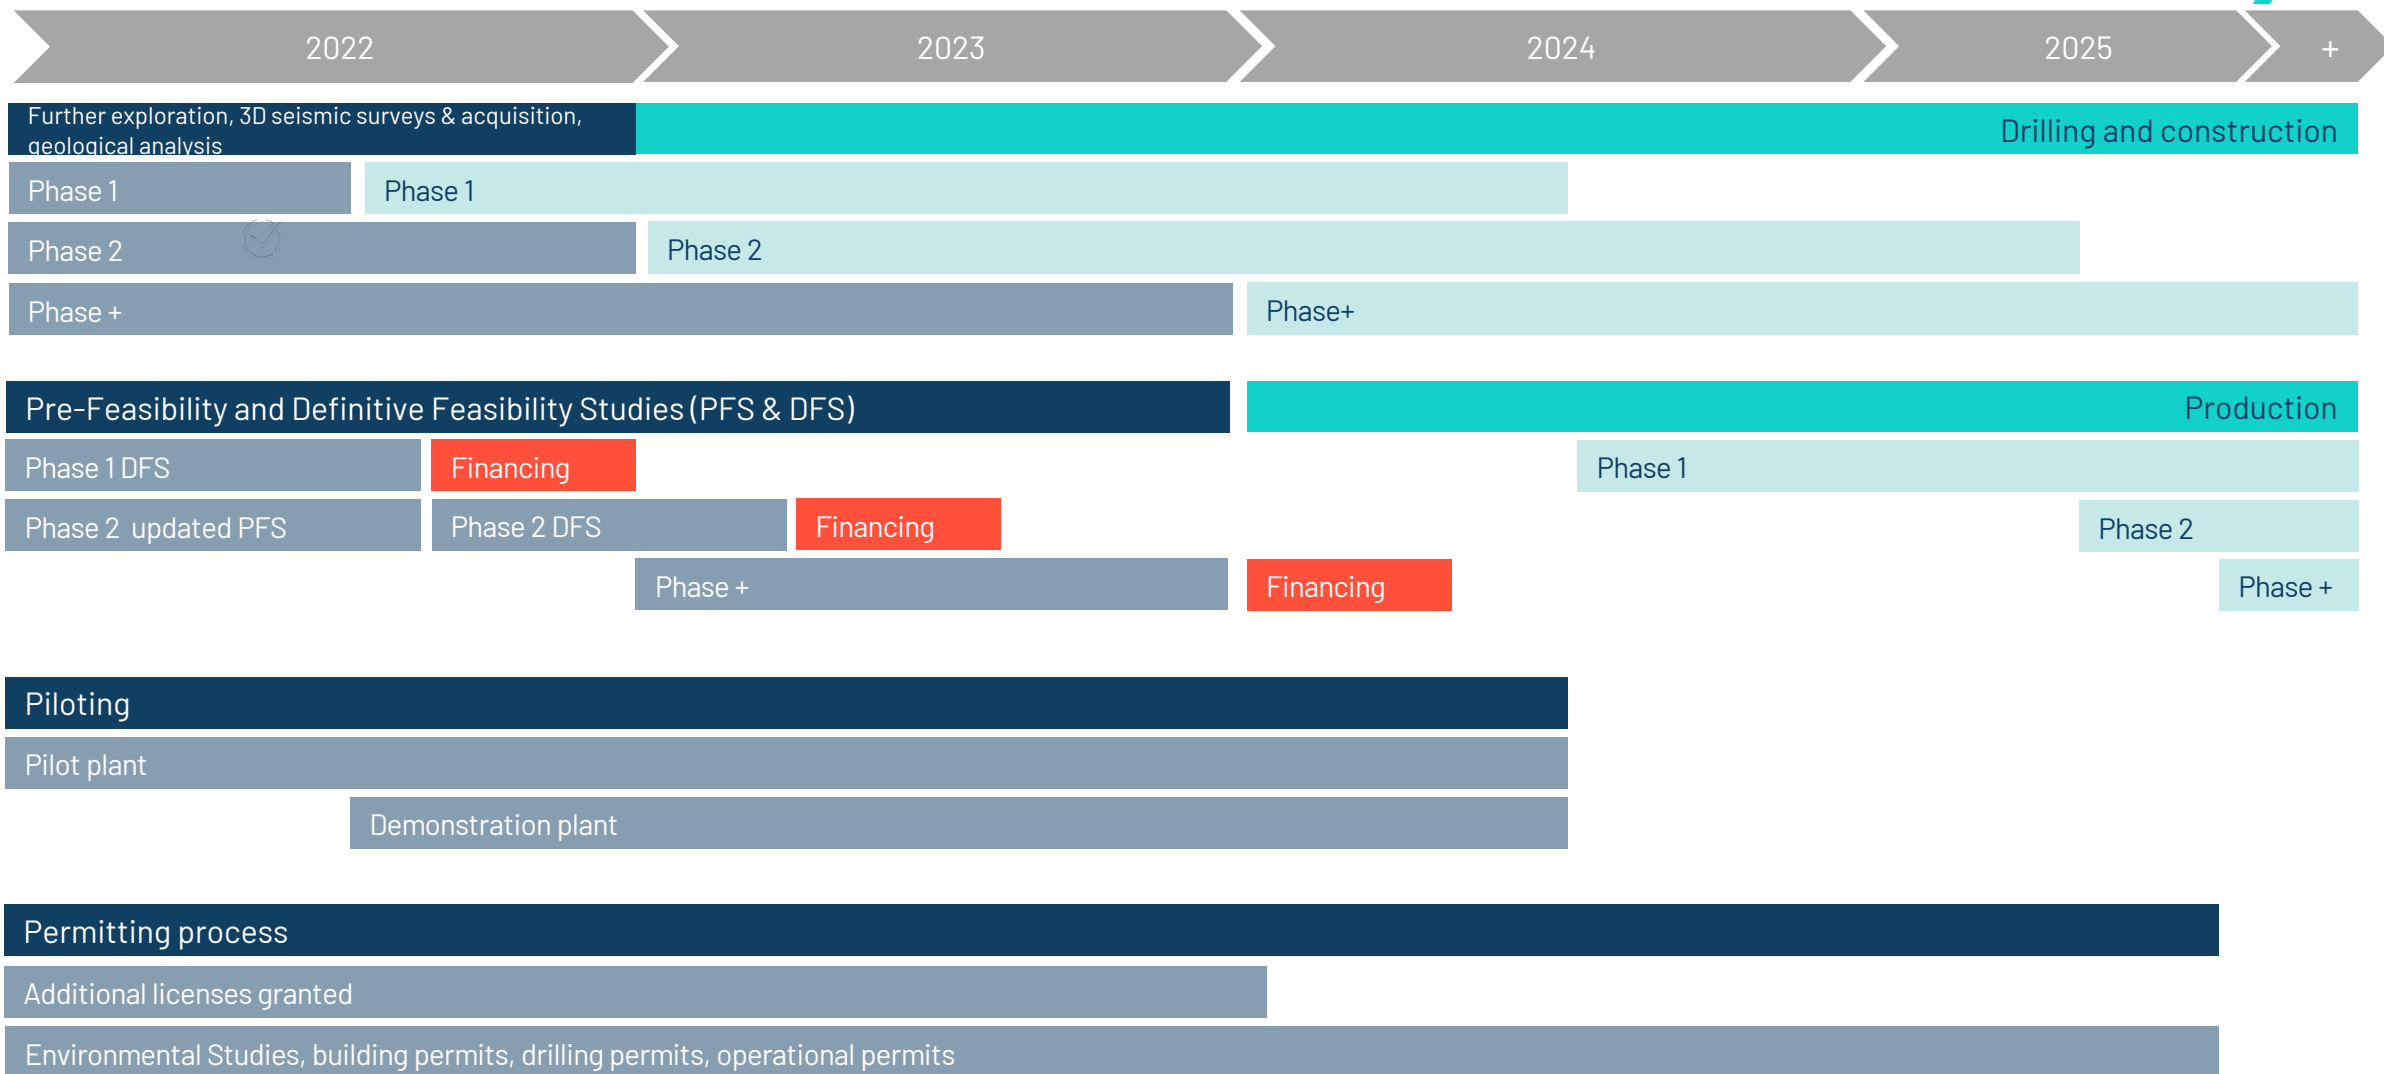 2022
2023
2024
2025
+
Further exploration, 3D seismic surveys & acquisition,
geological analysis
Drilling and construction
Phase 1
Phase 1
Phase 2
Phase 2
Phase +
Phase+
Pre-Feasibility and Definitive Feasibility Studies (PFS & DFS)
Production
Phase 1 DFS
Financing
Phase 1
Phase 2 updated PFS
Phase 2 DFS
Financing
Phase 2
Phase +
Financing
Phase +
Piloting
Pilot plant
Demonstration plant
Permitting process
Additional licenses granted
Environmental Studies, building permits, drilling permits, operational permits